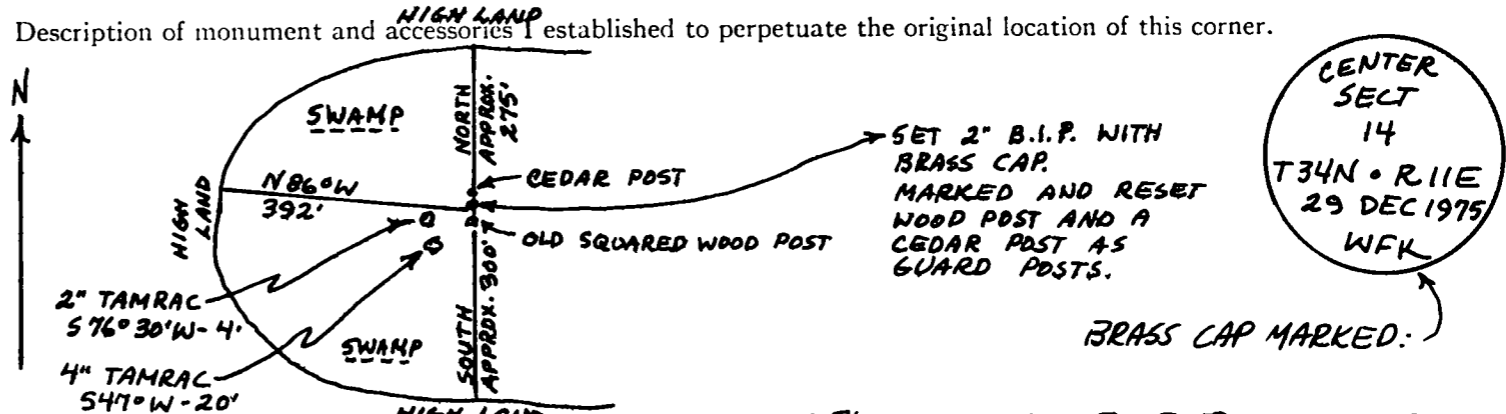 HIGH LAND
Description of monument and accessories I established to perpetuate the original location of this corner.
N
SWAMP
NORTH
APPROX.
275'
CEDAR POST
N86°W
392'
HIGH
LAND
OLD SQUARED WOOD POST
SET 2" B.I.P. WITH
BRASS CAP.
MARKED AND RESET
WOOD POST AND A
CEDAR POST AS
GUARD POSTS.
CENTER
SECT
14
T34N • R11E
29 DEC 1975
WFK
BRASS CAP MARKED:
2" TAMRAC
S76°30'W-4'
4" TAMRAC
S47°W-20'
SWAMP
SOUTH
APPROX. 300'
HIGH LAND